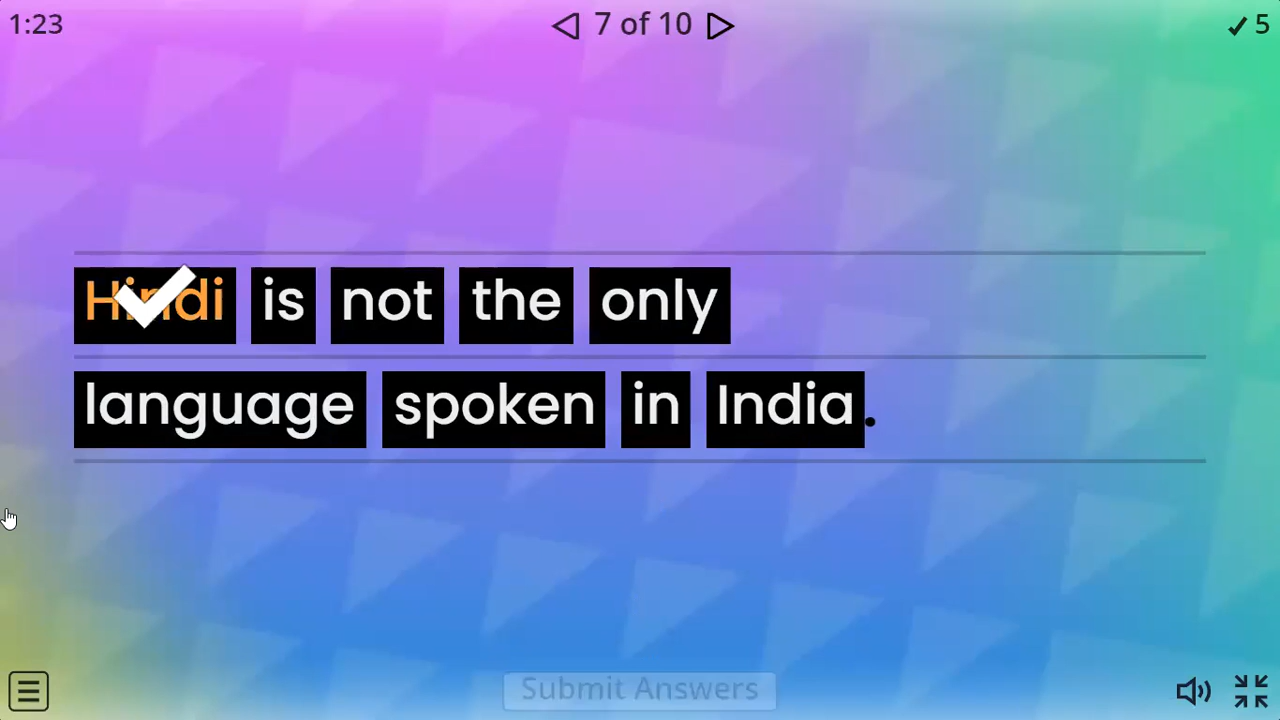 1:23
7 of 10
5
Hindi is not the only
language spoken in India.
Submit Answers